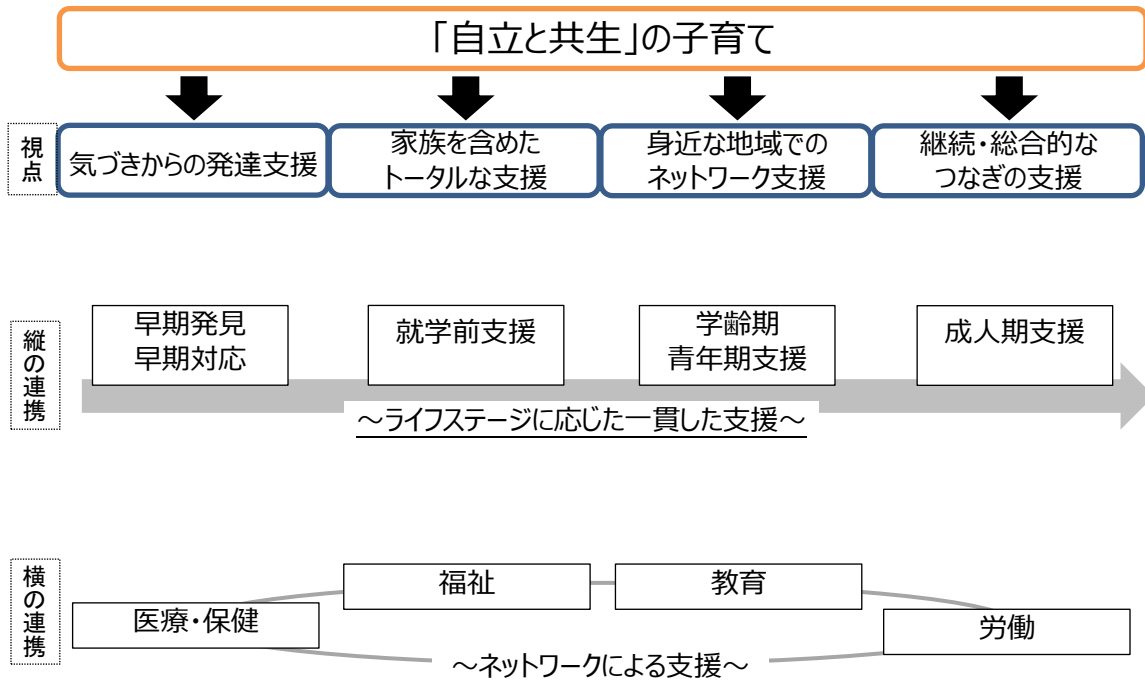 「自立と共生」の子育て
視点
気づきからの発達支援
家族を含めた
トータルな支援
身近な地域での
ネットワーク支援
継続・総合的な
つなぎの支援
縦の連携
早期発見
早期対応
就学前支援
学齢期
青年期支援
成人期支援
～ライフステージに応じた一貫した支援～
横の連携
福祉
教育
医療・保健
労働
～ネットワークによる支援～